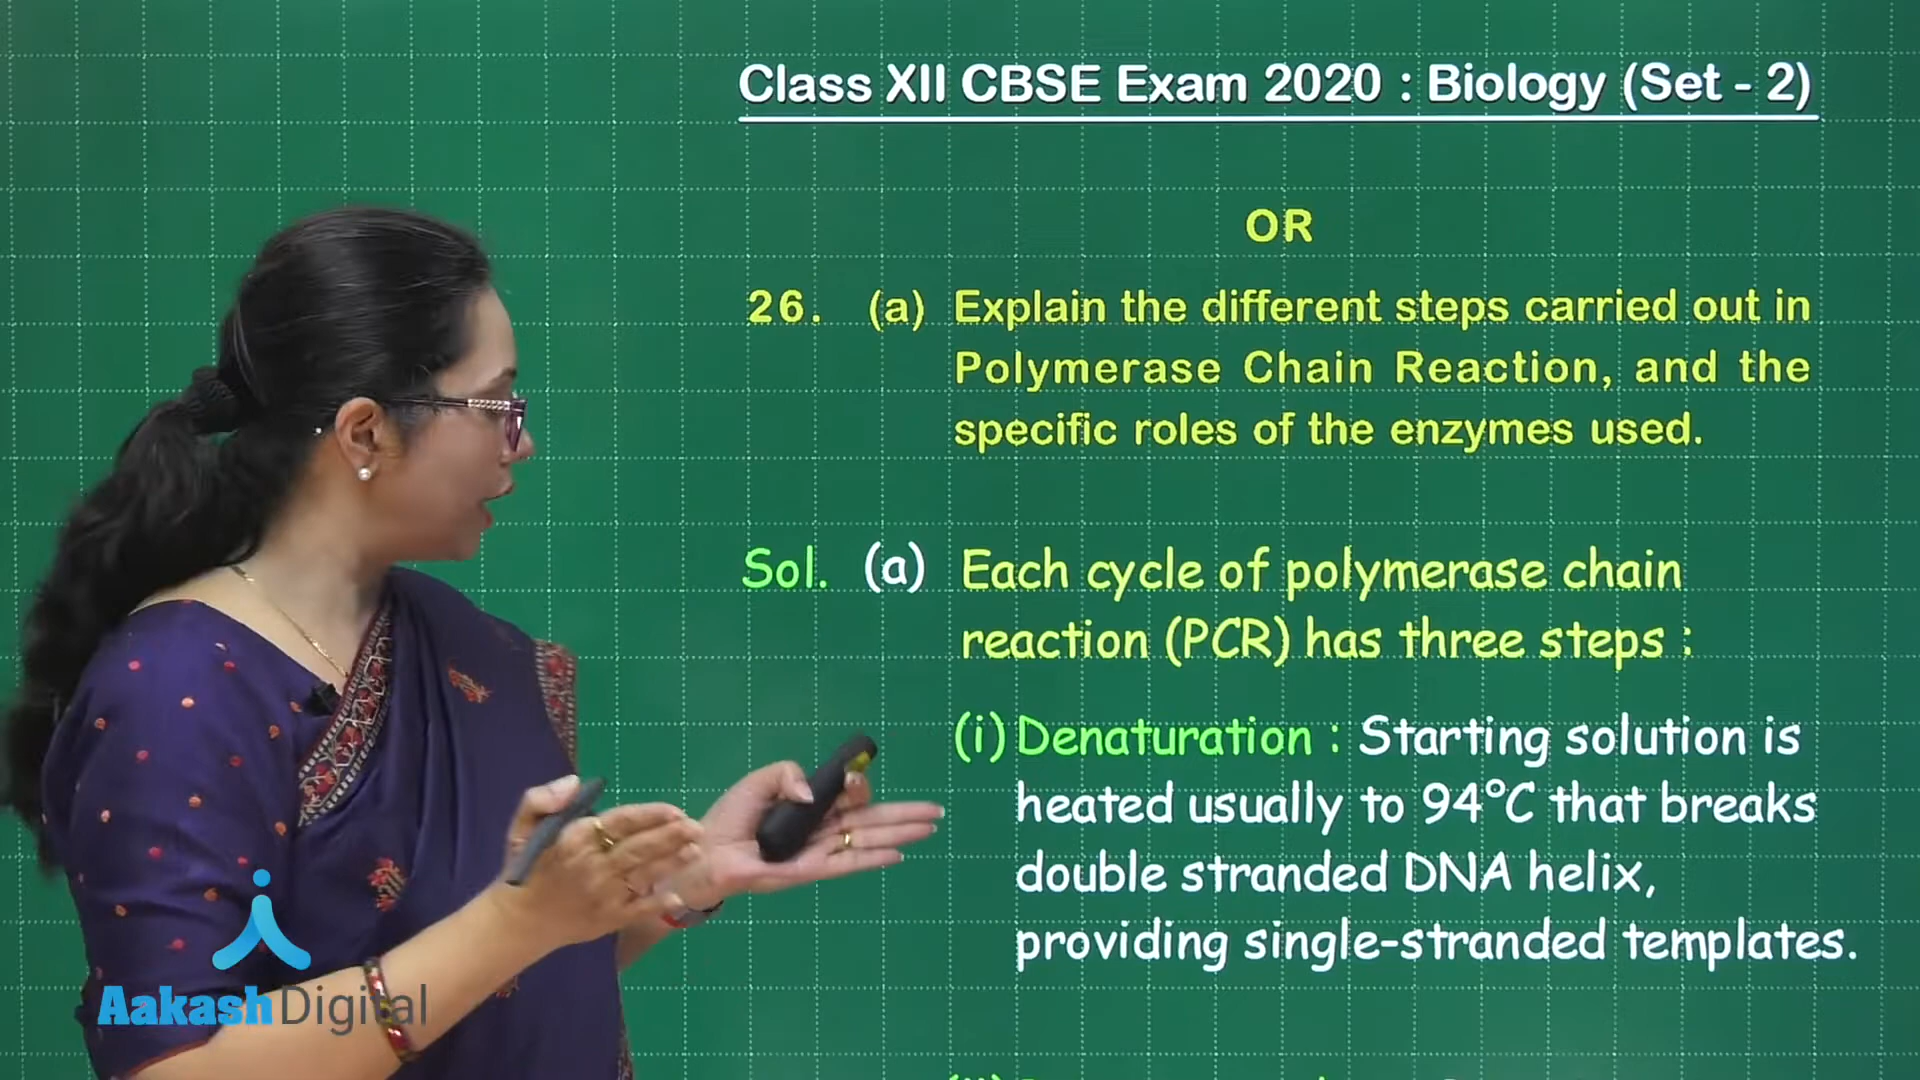 Class XII CBSE Exam 2020 : Biology (Set - 2)
OR
26. (a) Explain the different steps carried out in
Polymerase Chain Reaction, and the
specific roles of the enzymes used.
Sol. (a) Each cycle of polymerase chain
reaction (PCR) has three steps :
(i) Denaturation : Starting solution is
heated usually to 94°C that breaks
double stranded DNA helix,
providing single-stranded templates.
Aakash Digital